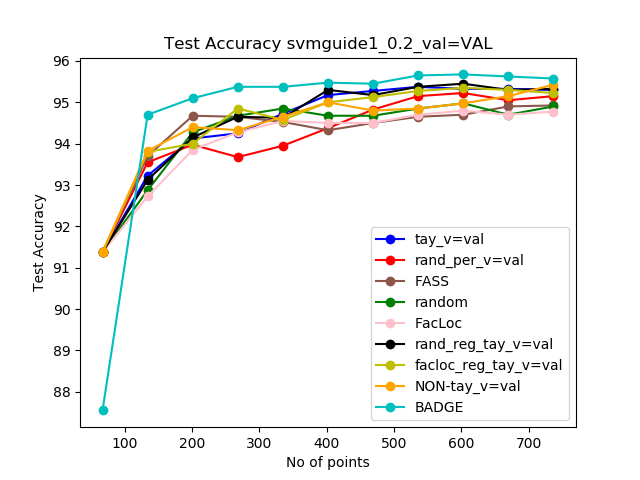 Test Accuracy svmguide1_0.2_val=VAL
96
95
94
93
92
91
90
89
88
Test Accuracy
100
200
300
400
500
600
700
No of points
tay_v=val
rand_per_v=val
FASS
random
FacLoc
rand_reg_tay_v=val
facloc_reg_tay_v=val
NON-tay_v=val
BADGE